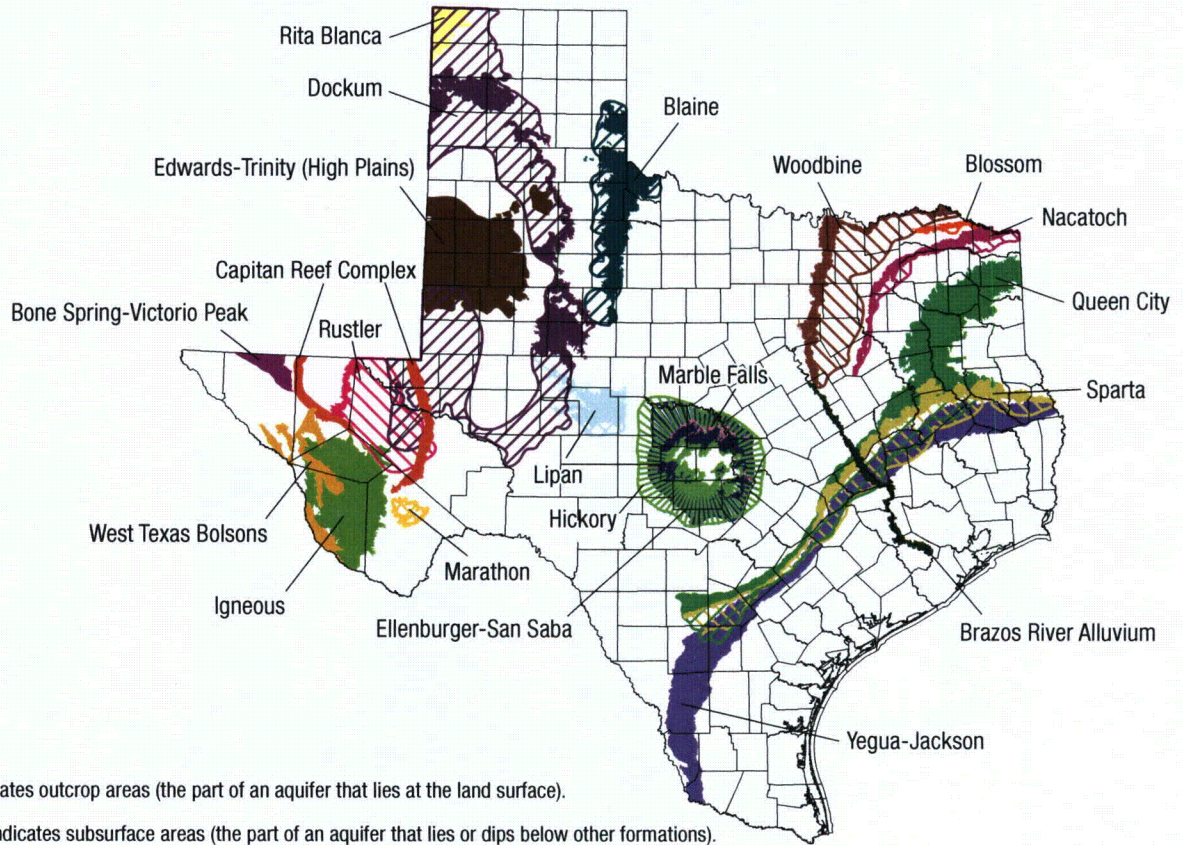 Rita Blanca
Dockum
Blaine
Edwards-Trinity (High Plains)
Woodbine
Blossom
Nacatoch
Capitan Reef Complex
Queen City
Bone Spring-Victorio Peak
Rustler
Marble Falls
Sparta
Lipan
Hickory
West Texas Bolsons
Marathon
Igneous
Ellenburger-San Saba
Brazos River Alluvium
Yegua-Jackson
ates outcrop areas (the part of an aquifer that lies at the land surface).
ndicates subsurface areas (the part of an aquifer that lies or dips below other formations).